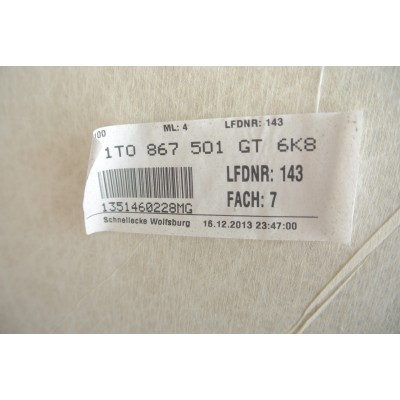 00 ML: 4 LFDNR: 143
1T0 867 501 GT 6K8
LFDNR: 143
1351460228MG FACH: 7
Schnellecke Wolfsburg 16.12.2013 23:47:00